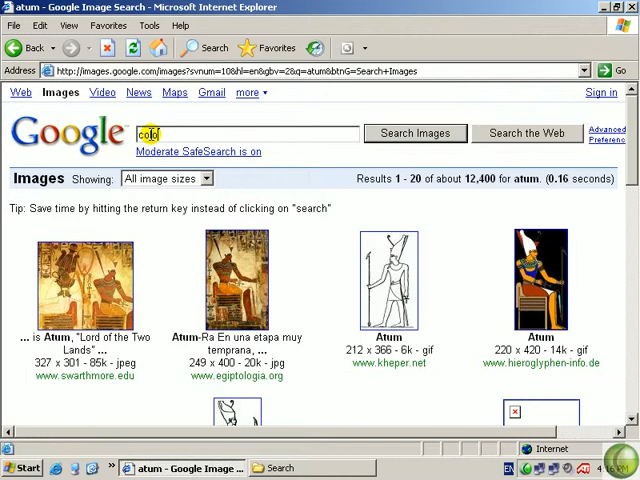 atum - Google Image Search - Microsoft Internet Explorer
File Edit View Favorites Tools Help
Back Search Favorites
Address http://images.google.com/images?svnum=10&hl=en&gbv=2&q=atum&btnG=Search+Images Go
Web Images Video News Maps Gmail more Sign in
Google
Search Images Search the Web
Advanced
Preferenc
Moderate SafeSearch is on
Images Showing: All image sizes Results 1 - 20 of about 12,400 for atum. (0.16 seconds)
Tip: Save time by hitting the return key instead of clicking on "search"
... is Atum, "Lord of the Two
Lands" ...
327 x 301 - 85k - jpeg
www.swarthmore.edu
Atum-Ra En una etapa muy
temprana, ...
249 x 400 - 20k - jpg
www.egiptologia.org
Atum
212 x 366 - 6k - gif
www.kheper.net
Atum
220 x 420 - 14k - gif
www.hieroglyphen-info.de
Internet
Start atum - Google Image ... Search EN 4:16 PM